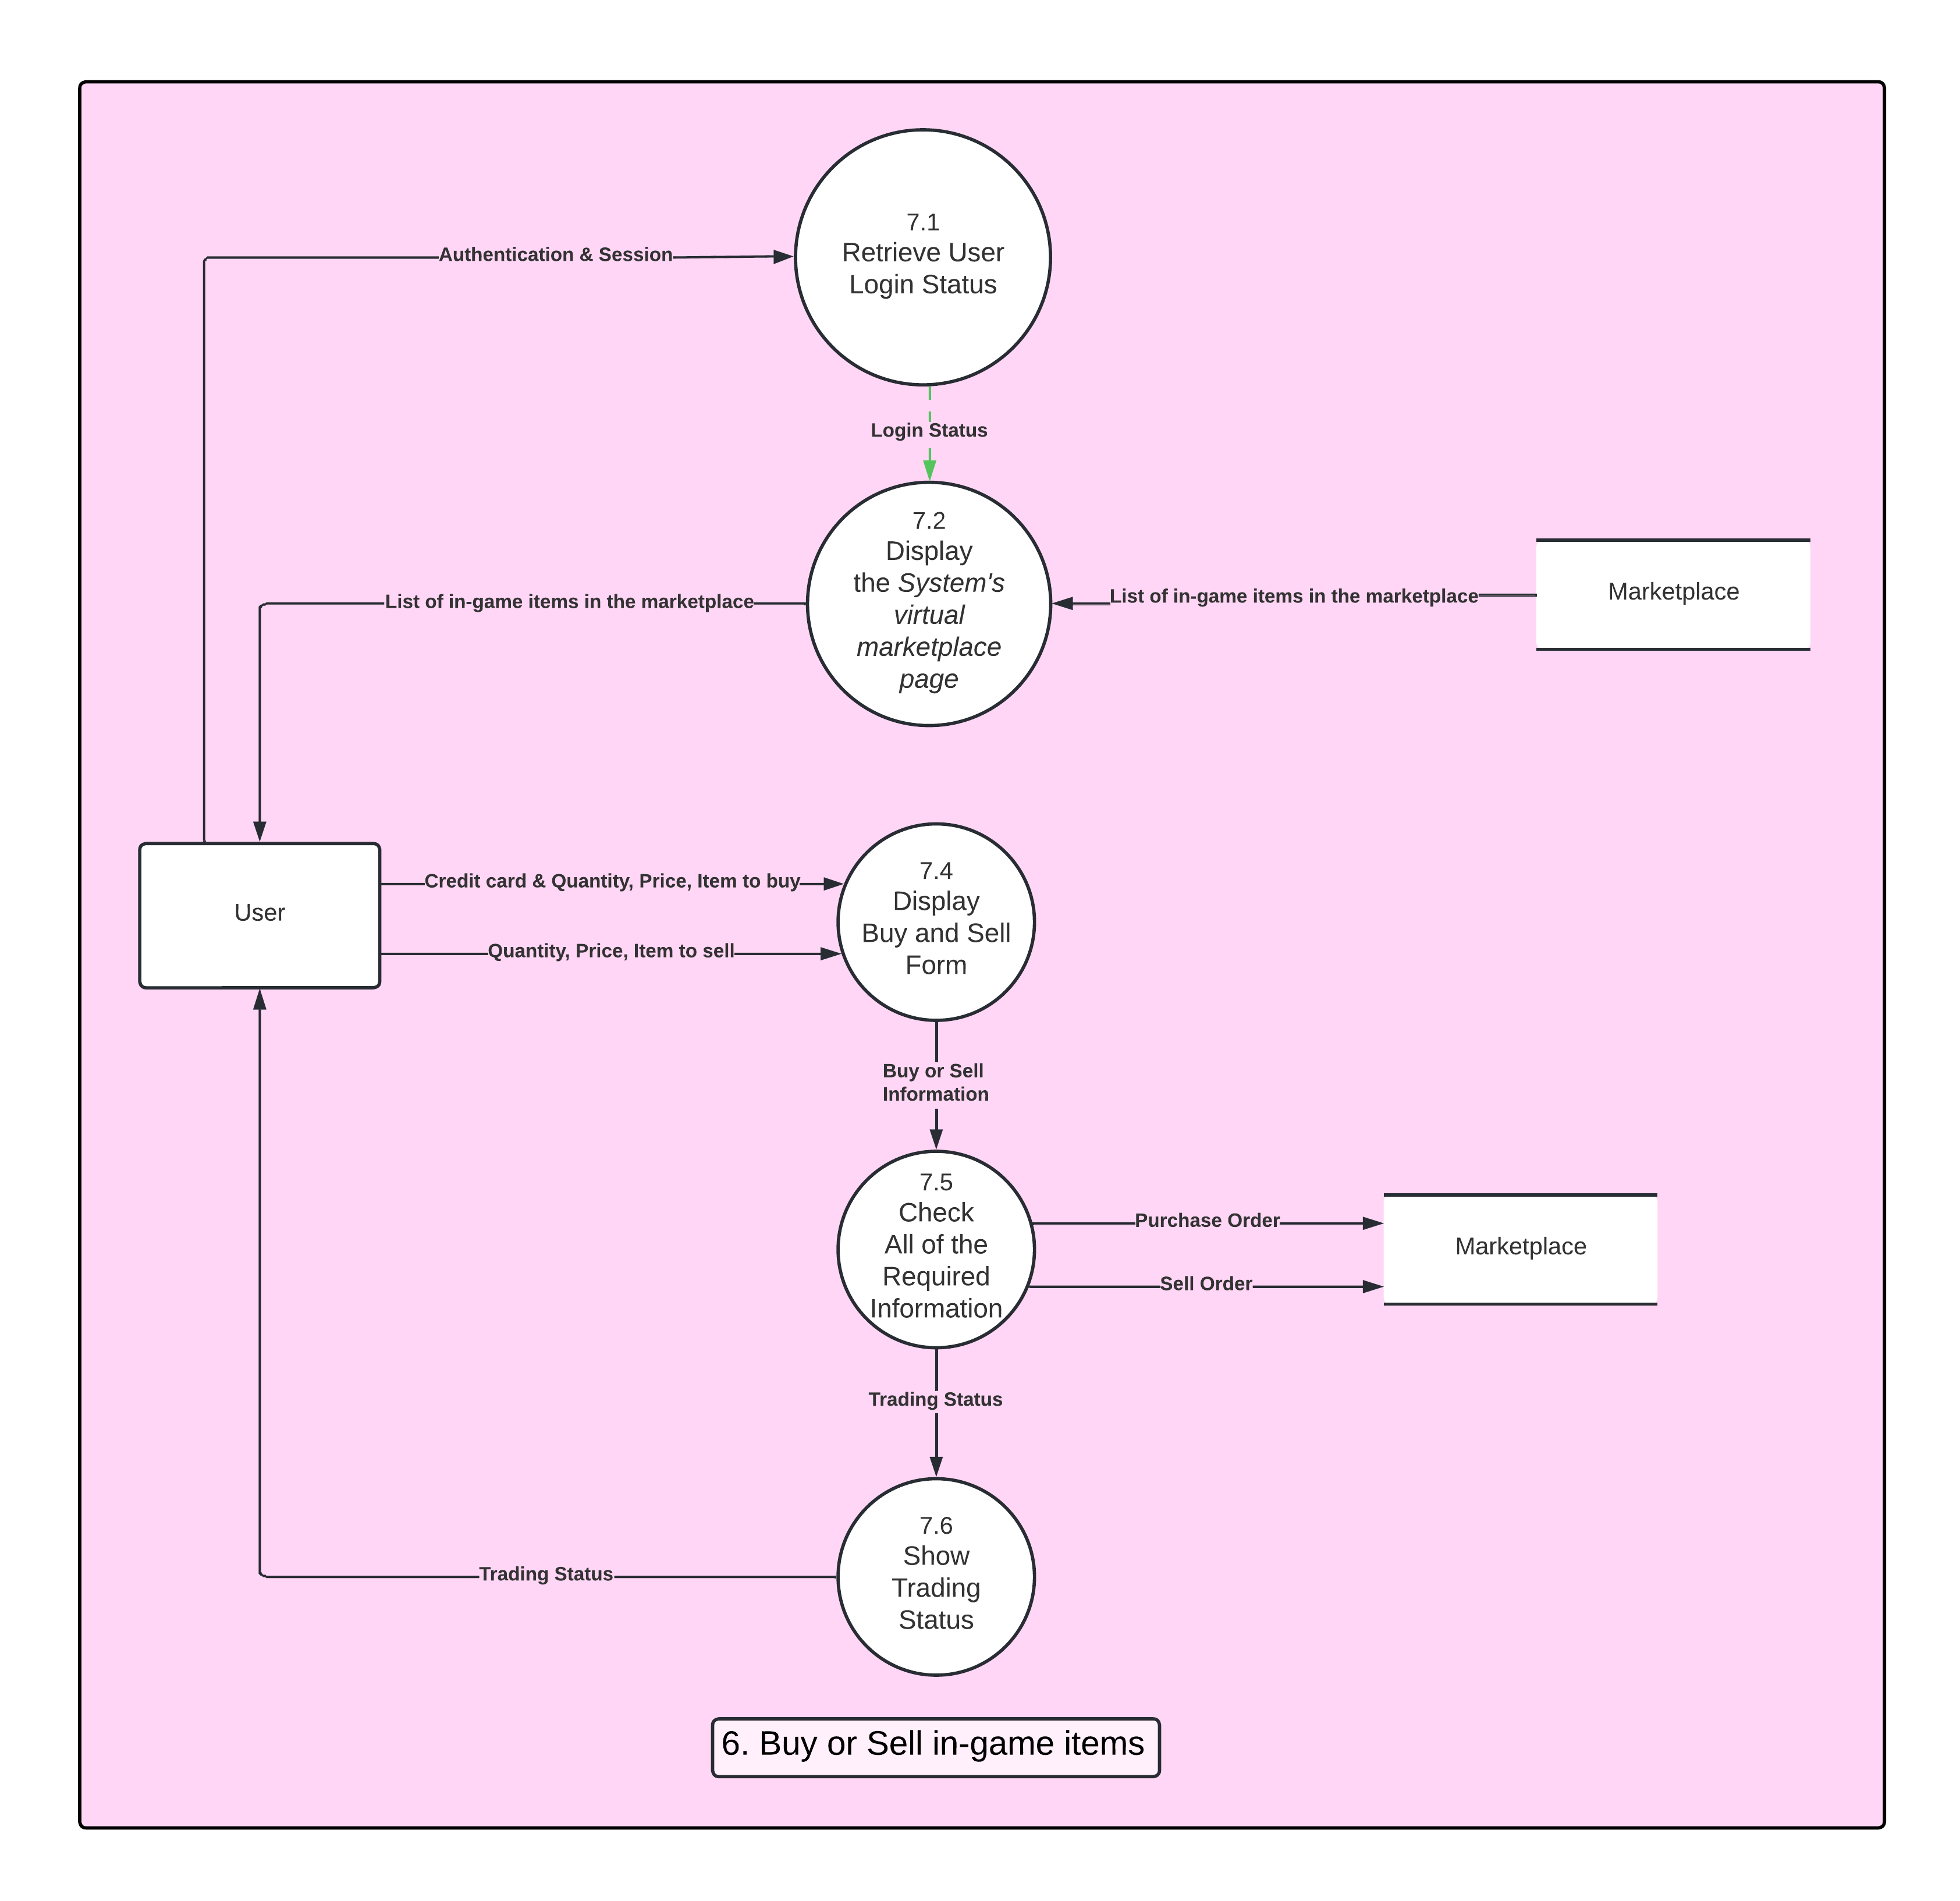 7.1
Retrieve User
Login Status
Authentication & Session
Login Status
7.2
Display
the System's
virtual
marketplace
page
List of in-game items in the marketplace
List of in-game items in the marketplace
Marketplace
User
Credit card & Quantity, Price, Item to buy
Quantity, Price, Item to sell
7.4
Display
Buy and Sell
Form
Buy or Sell
Information
7.5
Check
All of the
Required
Information
Purchase Order
Sell Order
Marketplace
Trading Status
7.6
Show
Trading
Status
Trading Status
6. Buy or Sell in-game items